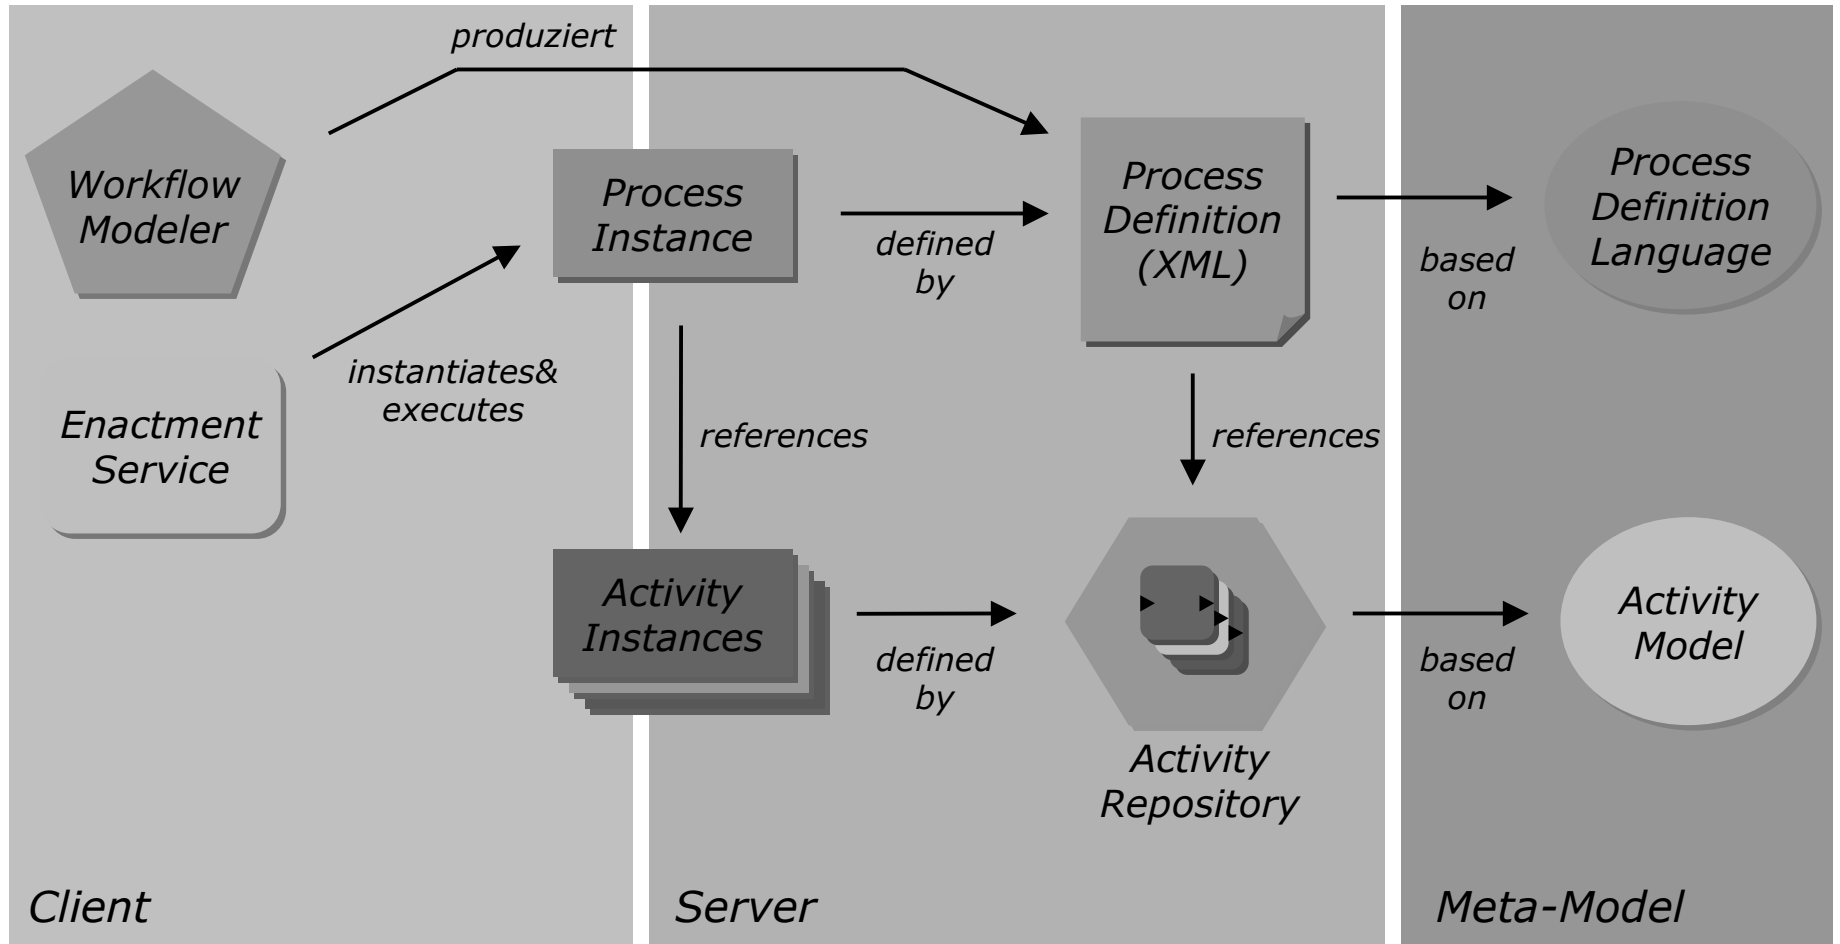 produziert
Workflow
Modeler
Process
Instance
defined
by
Process
Definition
(XML)
based
on
Process
Definition
Language
instantiates&
executes
Enactment
Service
references
references
Activity
Instances
defined
by
Activity
Repository
based
on
Activity
Model
Client
Server
Meta-Model